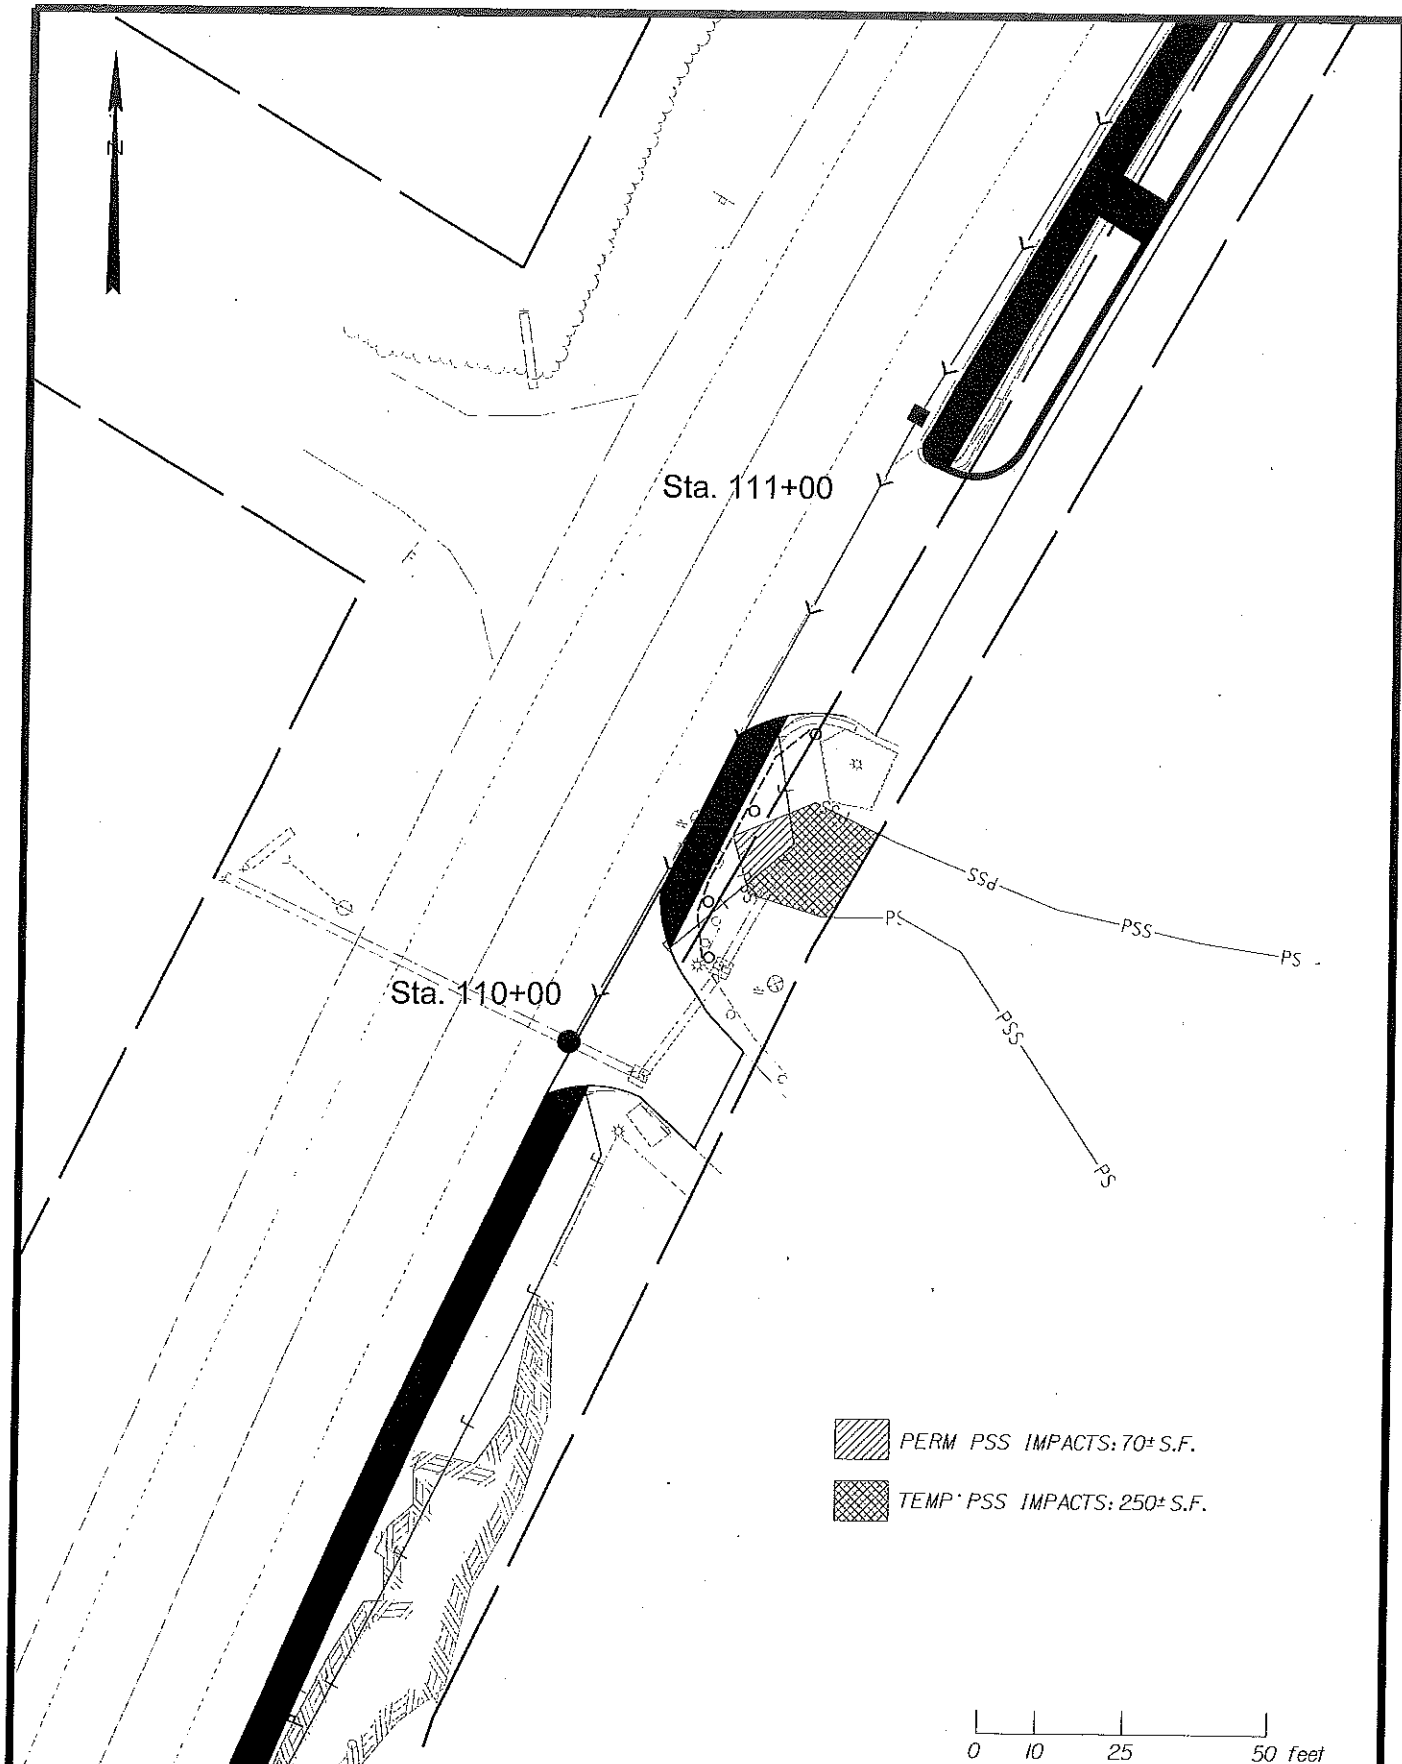 N
Sta. 111+00
PSS
PS
PSS
PS
Sta. 110+00
PSS
PS
PERM PSS IMPACTS: 70± S.F.
TEMP PSS IMPACTS: 250± S.F.
0 10 25 50 feet